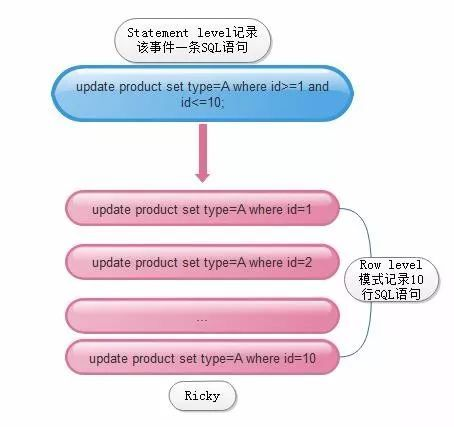 Statement level记录
该事件一条SQL语句
update product set type=A where id>=1 and
id<=10;
update product set type=A where id=1
update product set type=A where id=2
...
update product set type=A where id=10
Row level
模式记录10
行SQL语句
Ricky